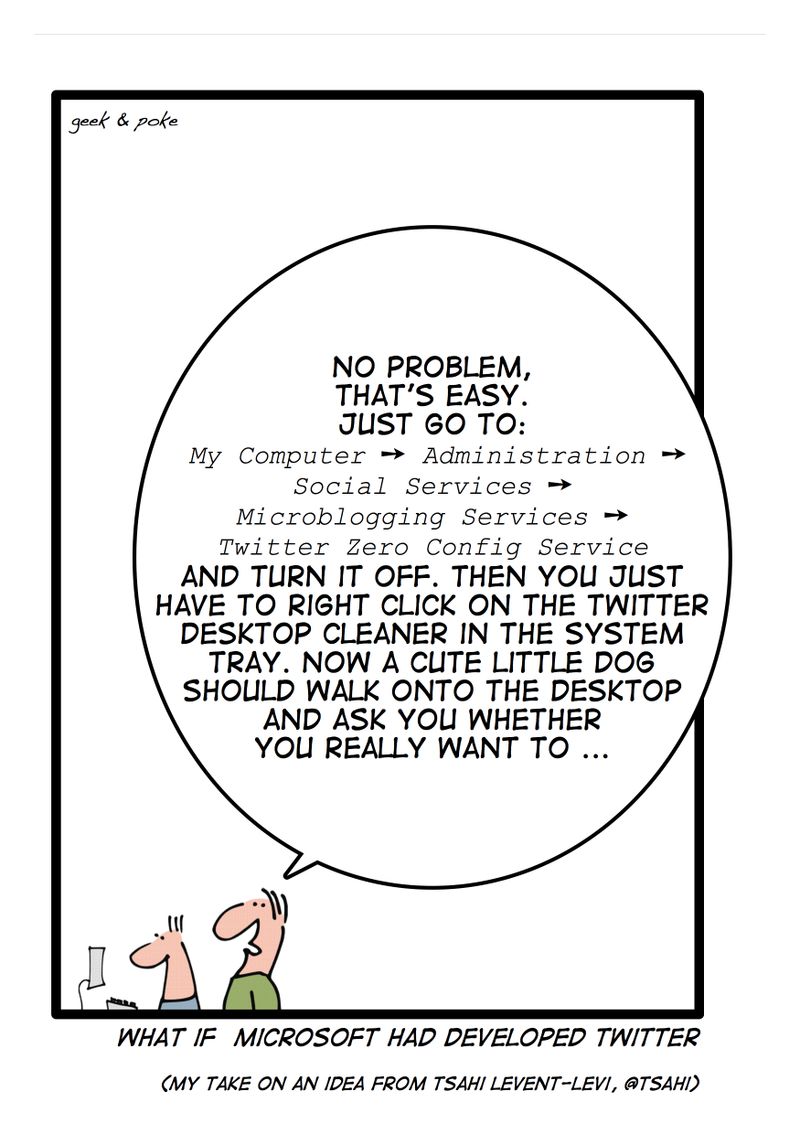 geek & poke
NO PROBLEM,
THAT'S EASY.
JUST GO TO:
My Computer ➙ Administration ➙
Social Services ➙
Microblogging Services ➙
Twitter Zero Config Service
AND TURN IT OFF. THEN YOU JUST
HAVE TO RIGHT CLICK ON THE TWITTER
DESKTOP CLEANER IN THE SYSTEM
TRAY. NOW A CUTE LITTLE DOG
SHOULD WALK ONTO THE DESKTOP
AND ASK YOU WHETHER
YOU REALLY WANT TO ...
WHAT IF MICROSOFT HAD DEVELOPED TWITTER
(MY TAKE ON AN IDEA FROM TSAHI LEVENT-LEVI, @TSAHI)